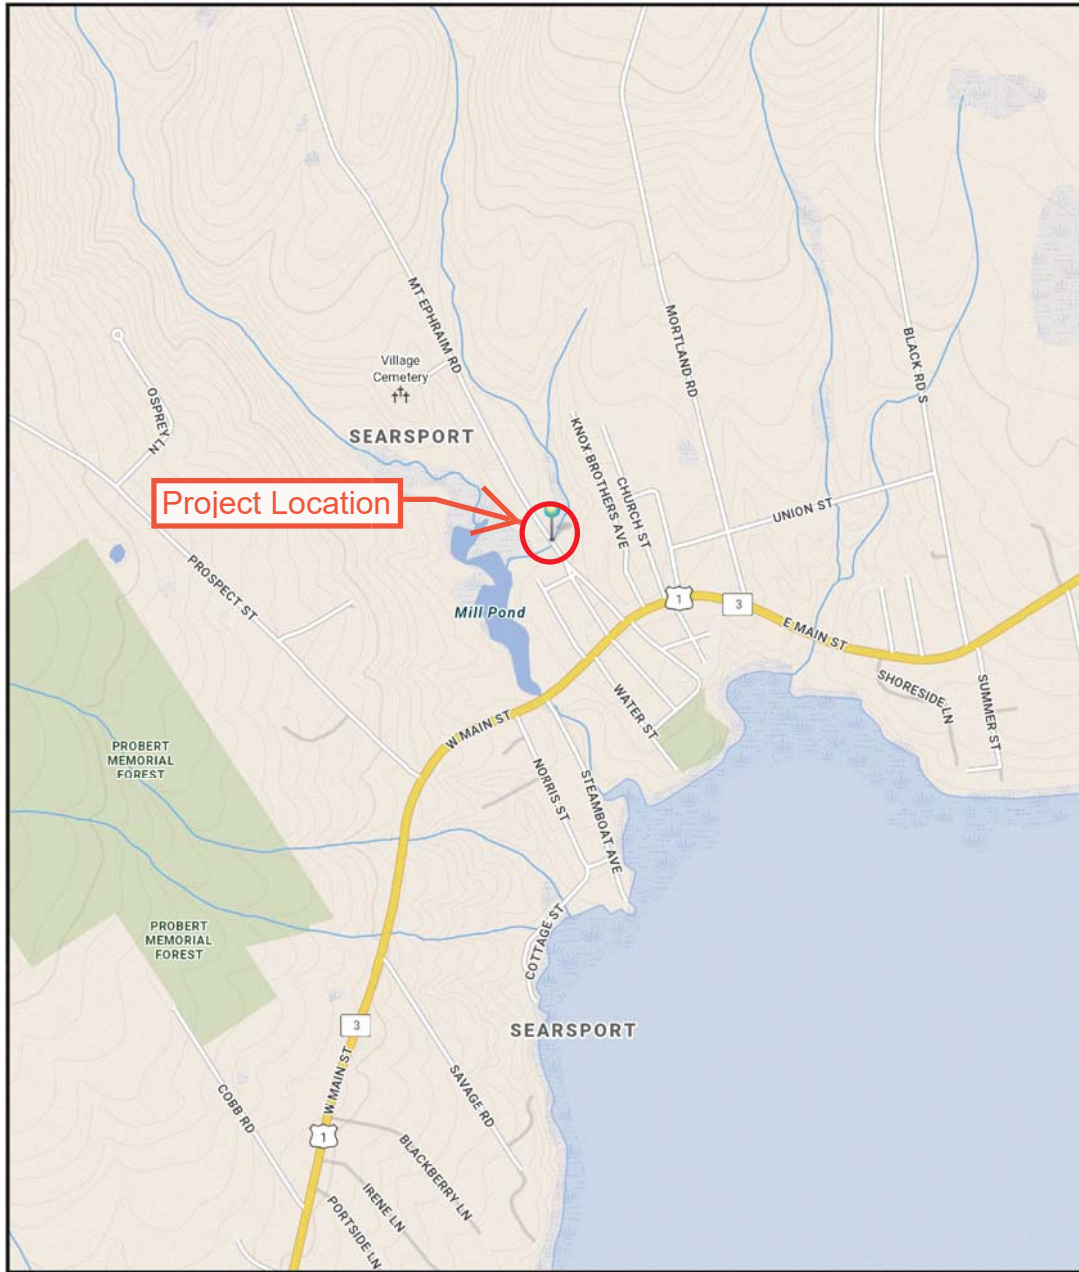 MT EPHRAIM RD
MORTLAND RD
BLACK RD S
Village
Cemetery
OSPREY LN
SEARSPORT
KNOX BROTHERS AVE
CHURCH ST
Project Location
UNION ST
PROSPECT ST
Mill Pond
1
3
E MAIN ST
SHORESIDE LN
SUMMER ST
WATER ST
W MAIN ST
PROBERT
MEMORIAL
FOREST
NORRIS ST
STEAMBOAT AVE
PROBERT
MEMORIAL
FOREST
COTTAGE ST
SEARSPORT
3
W MAIN ST
SAVAGE RD
COBB RD
1
BLACKBERRY LN
IRENE LN
PORTSIDE LN